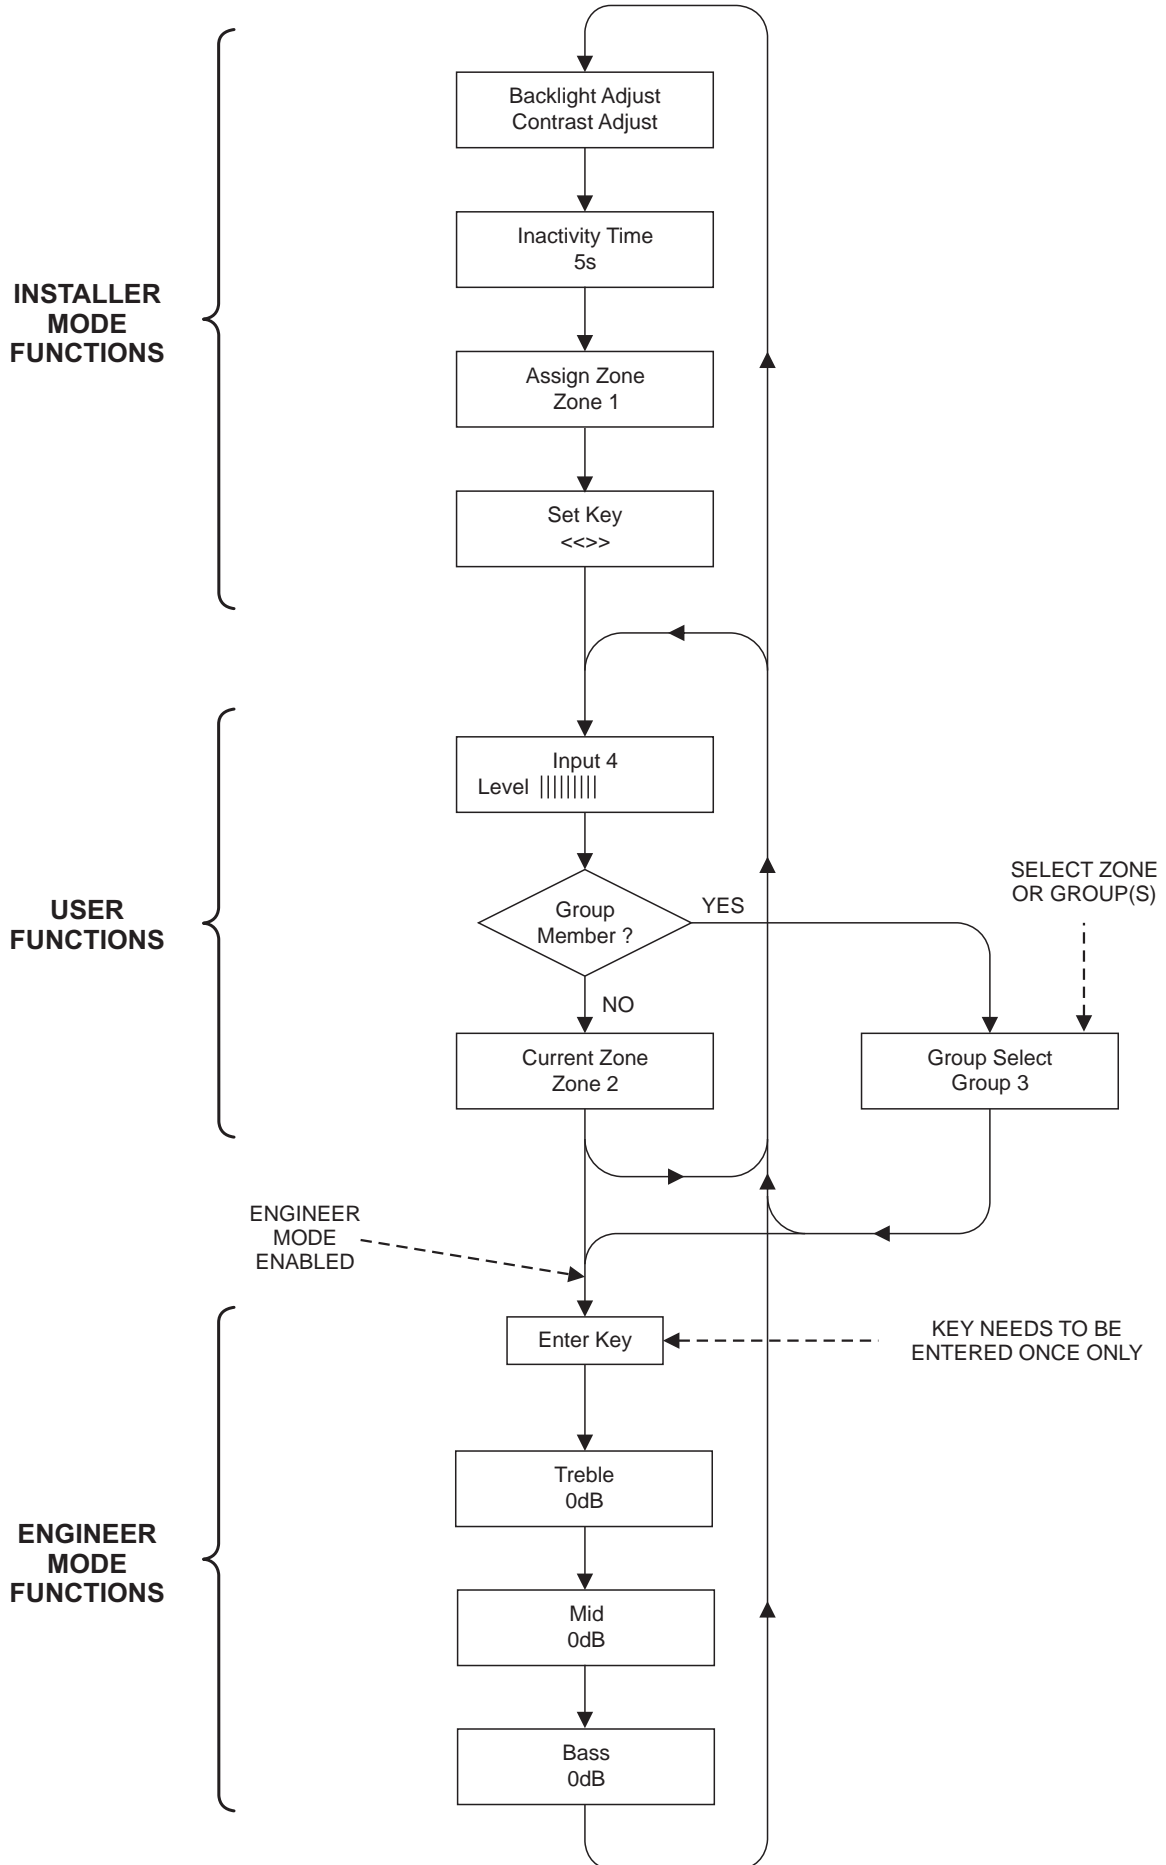 Backlight Adjust
Contrast Adjust
Inactivity Time
5s
INSTALLER
MODE
FUNCTIONS
Assign Zone
Zone 1
Set Key
<<>>
Input 4
Level |||||||||
USER
FUNCTIONS
Group
Member ?
YES
NO
SELECT ZONE
OR GROUP(S)
Current Zone
Zone 2
Group Select
Group 3
ENGINEER
MODE
ENABLED
Enter Key
KEY NEEDS TO BE
ENTERED ONCE ONLY
Treble
0dB
ENGINEER
MODE
FUNCTIONS
Mid
0dB
Bass
0dB